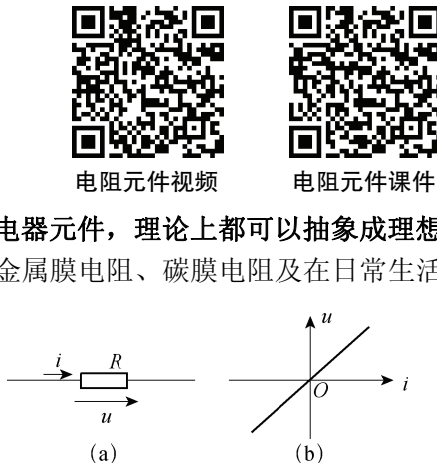 电阻元件视频 电阻元件课件
电器元件，理论上都可以抽象成理想
金属膜电阻、碳膜电阻及在日常生活
i R u
u O i
(a) (b)